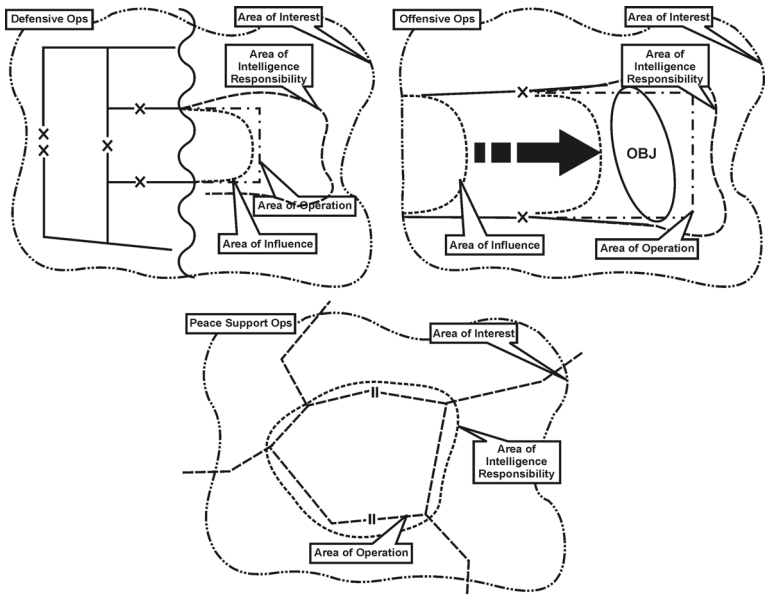 Defensive Ops
Area of Interest
Area of
Intelligence
Responsibility
X
X
X
X
X
Area of Operation
Area of Influence
Offensive Ops
Area of Interest
Area of
Intelligence
Responsibility
X
OBJ
X
Area of Influence
Area of Operation
Peace Support Ops
Area of Interest
II
Area of
Intelligence
Responsibility
II
Area of Operation